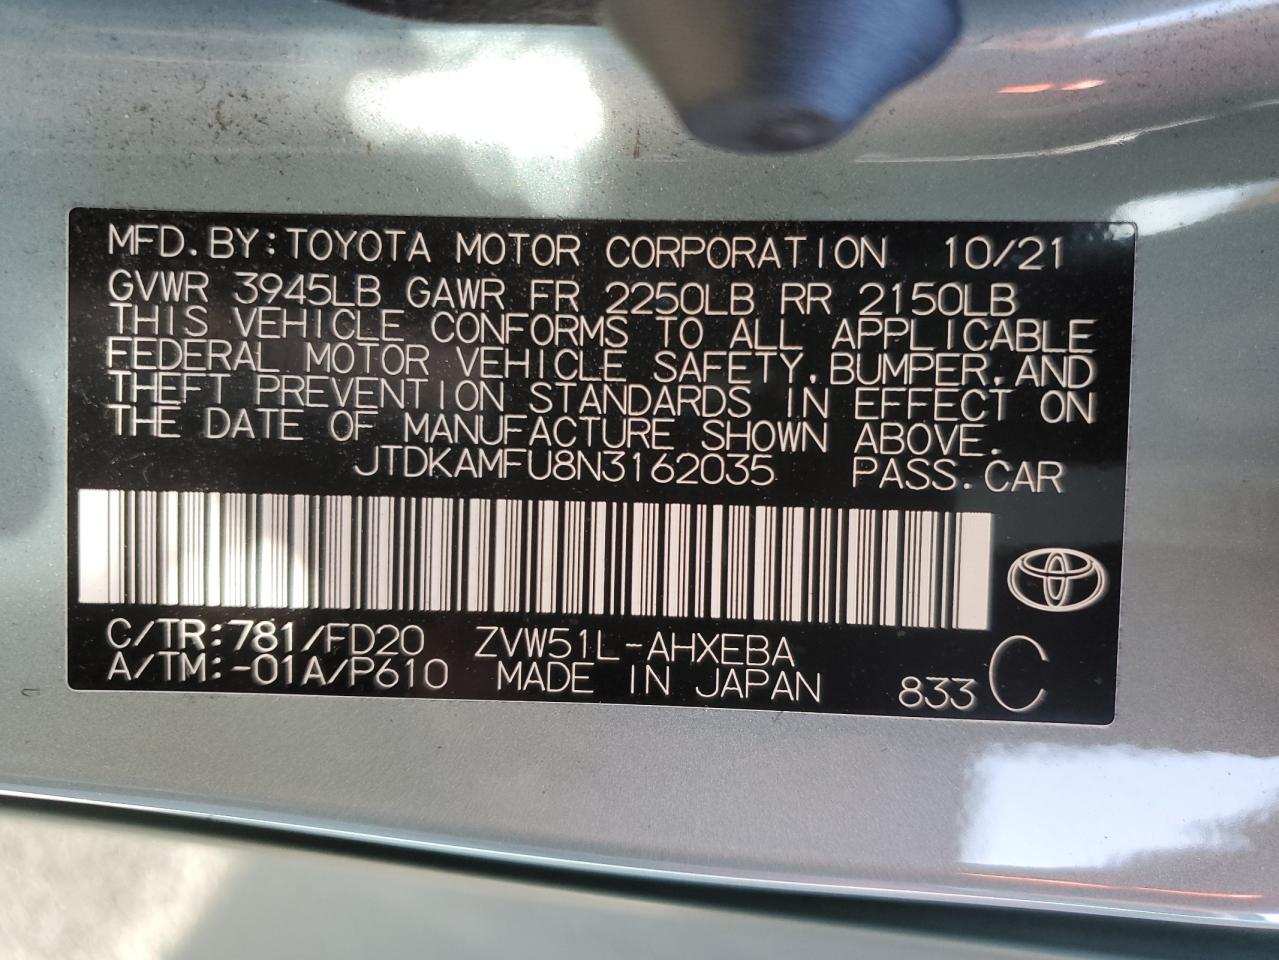 MFD.BY:TOYOTA MOTOR CORPORATION 10/21
GVWR 3945LB GAWR FR 2250LB RR 2150LB
THIS VEHICLE CONFORMS TO ALL APPLICABLE
FEDERAL MOTOR VEHICLE SAFETY,BUMPER,AND
THEFT PREVENTION STANDARDS IN EFFECT ON
THE DATE OF MANUFACTURE SHOWN ABOVE.
JTDKAMFU8N3162035 PASS.CAR
C/TR:781/FD20 ZVW51L-AHXEBA
A/TM:-01A/P610 MADE IN JAPAN 833 C